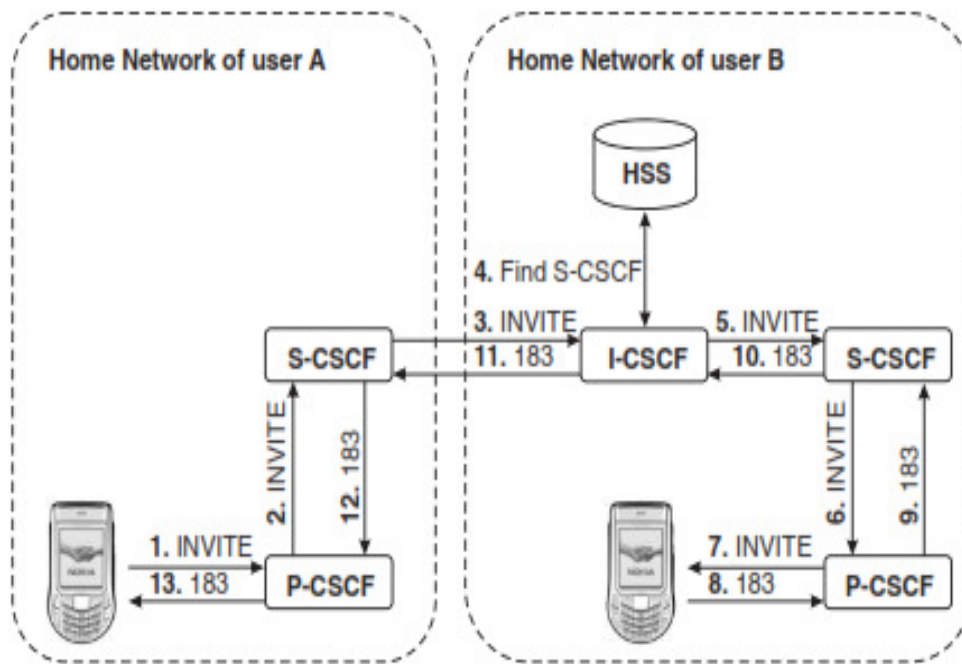 Home Network of user A
Home Network of user B
HSS
4. Find S-CSCF
3. INVITE
5. INVITE
S-CSCF
11. 183
I-CSCF
10. 183
S-CSCF
2. INVITE
12. 183
6. INVITE
9. 183
1. INVITE
7. INVITE
13. 183
P-CSCF
8. 183
P-CSCF
NOKIA
NOKIA